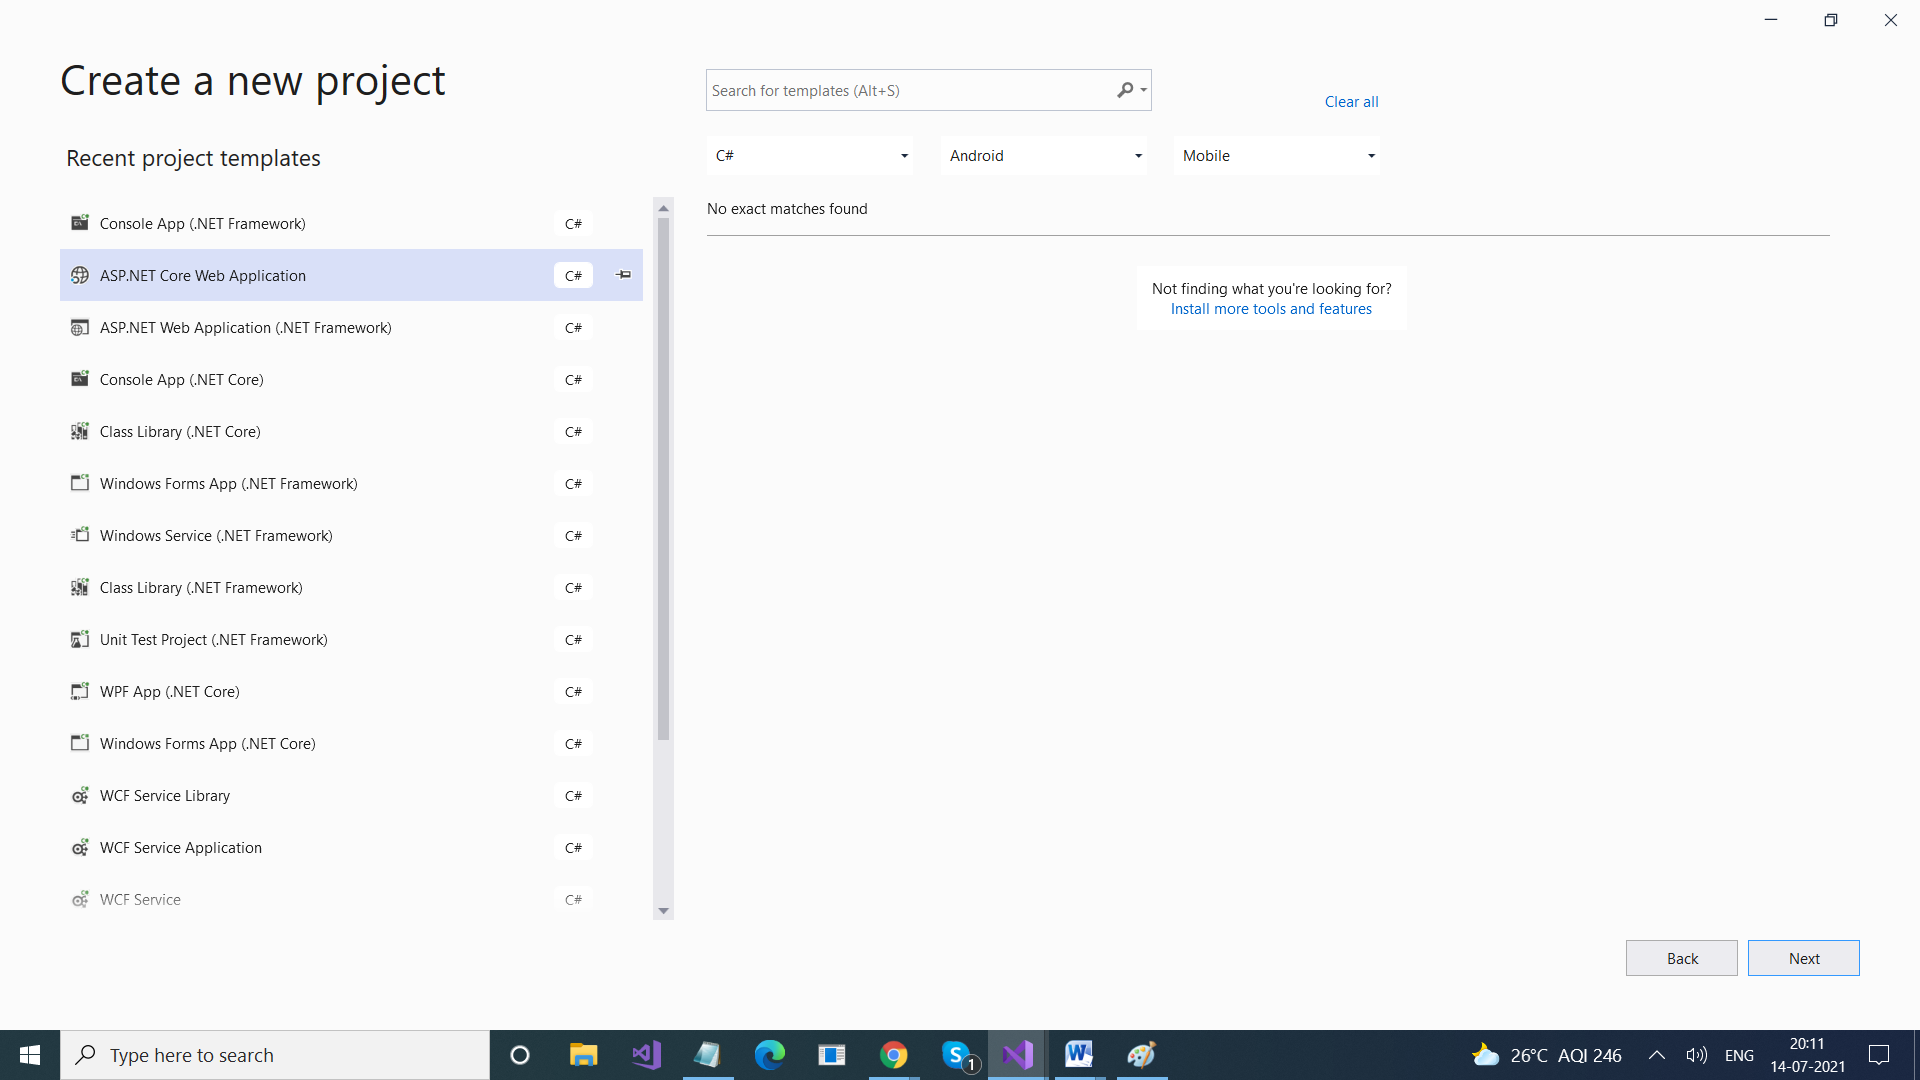 Create a new project
Search for templates (Alt+S)
Clear all
C# Android Mobile
Recent project templates
No exact matches found
Not finding what you're looking for?
Install more tools and features
Console App (.NET Framework) C#
ASP.NET Core Web Application C#
ASP.NET Web Application (.NET Framework) C#
Console App (.NET Core) C#
Class Library (.NET Core) C#
Windows Forms App (.NET Framework) C#
Windows Service (.NET Framework) C#
Class Library (.NET Framework) C#
Unit Test Project (.NET Framework) C#
WPF App (.NET Core) C#
Windows Forms App (.NET Core) C#
WCF Service Library C#
WCF Service Application C#
WCF Service C#
Back Next
Type here to search
1
26°C AQI 246
ENG
20:11
14-07-2021